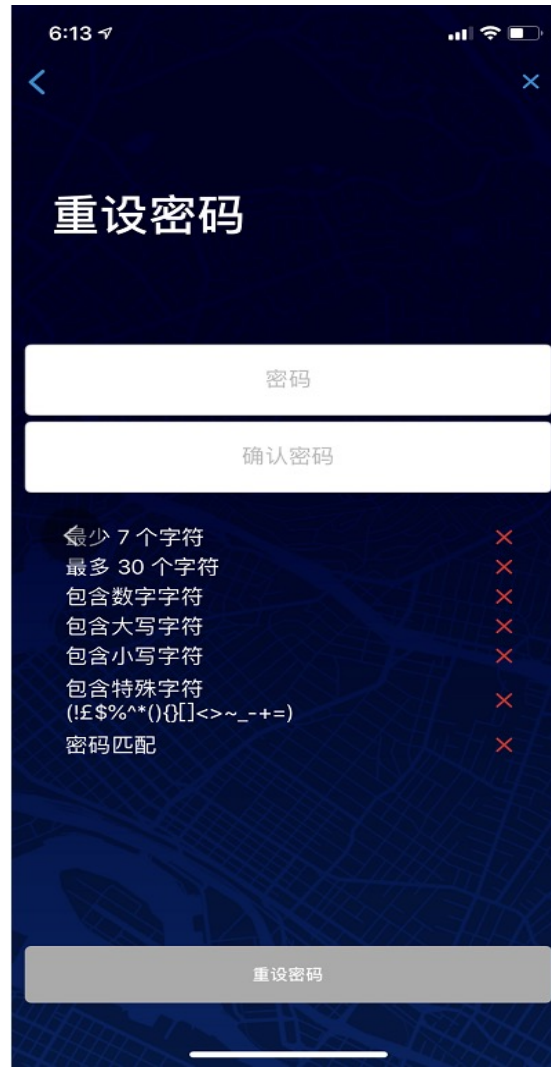 6:13
重设密码
密码
确认密码
最少 7 个字符
最多 30 个字符
包含数字字符
包含大写字符
包含小写字符
包含特殊字符
(!£$%^*(){}[]<>~_-+=)
密码匹配
重设密码